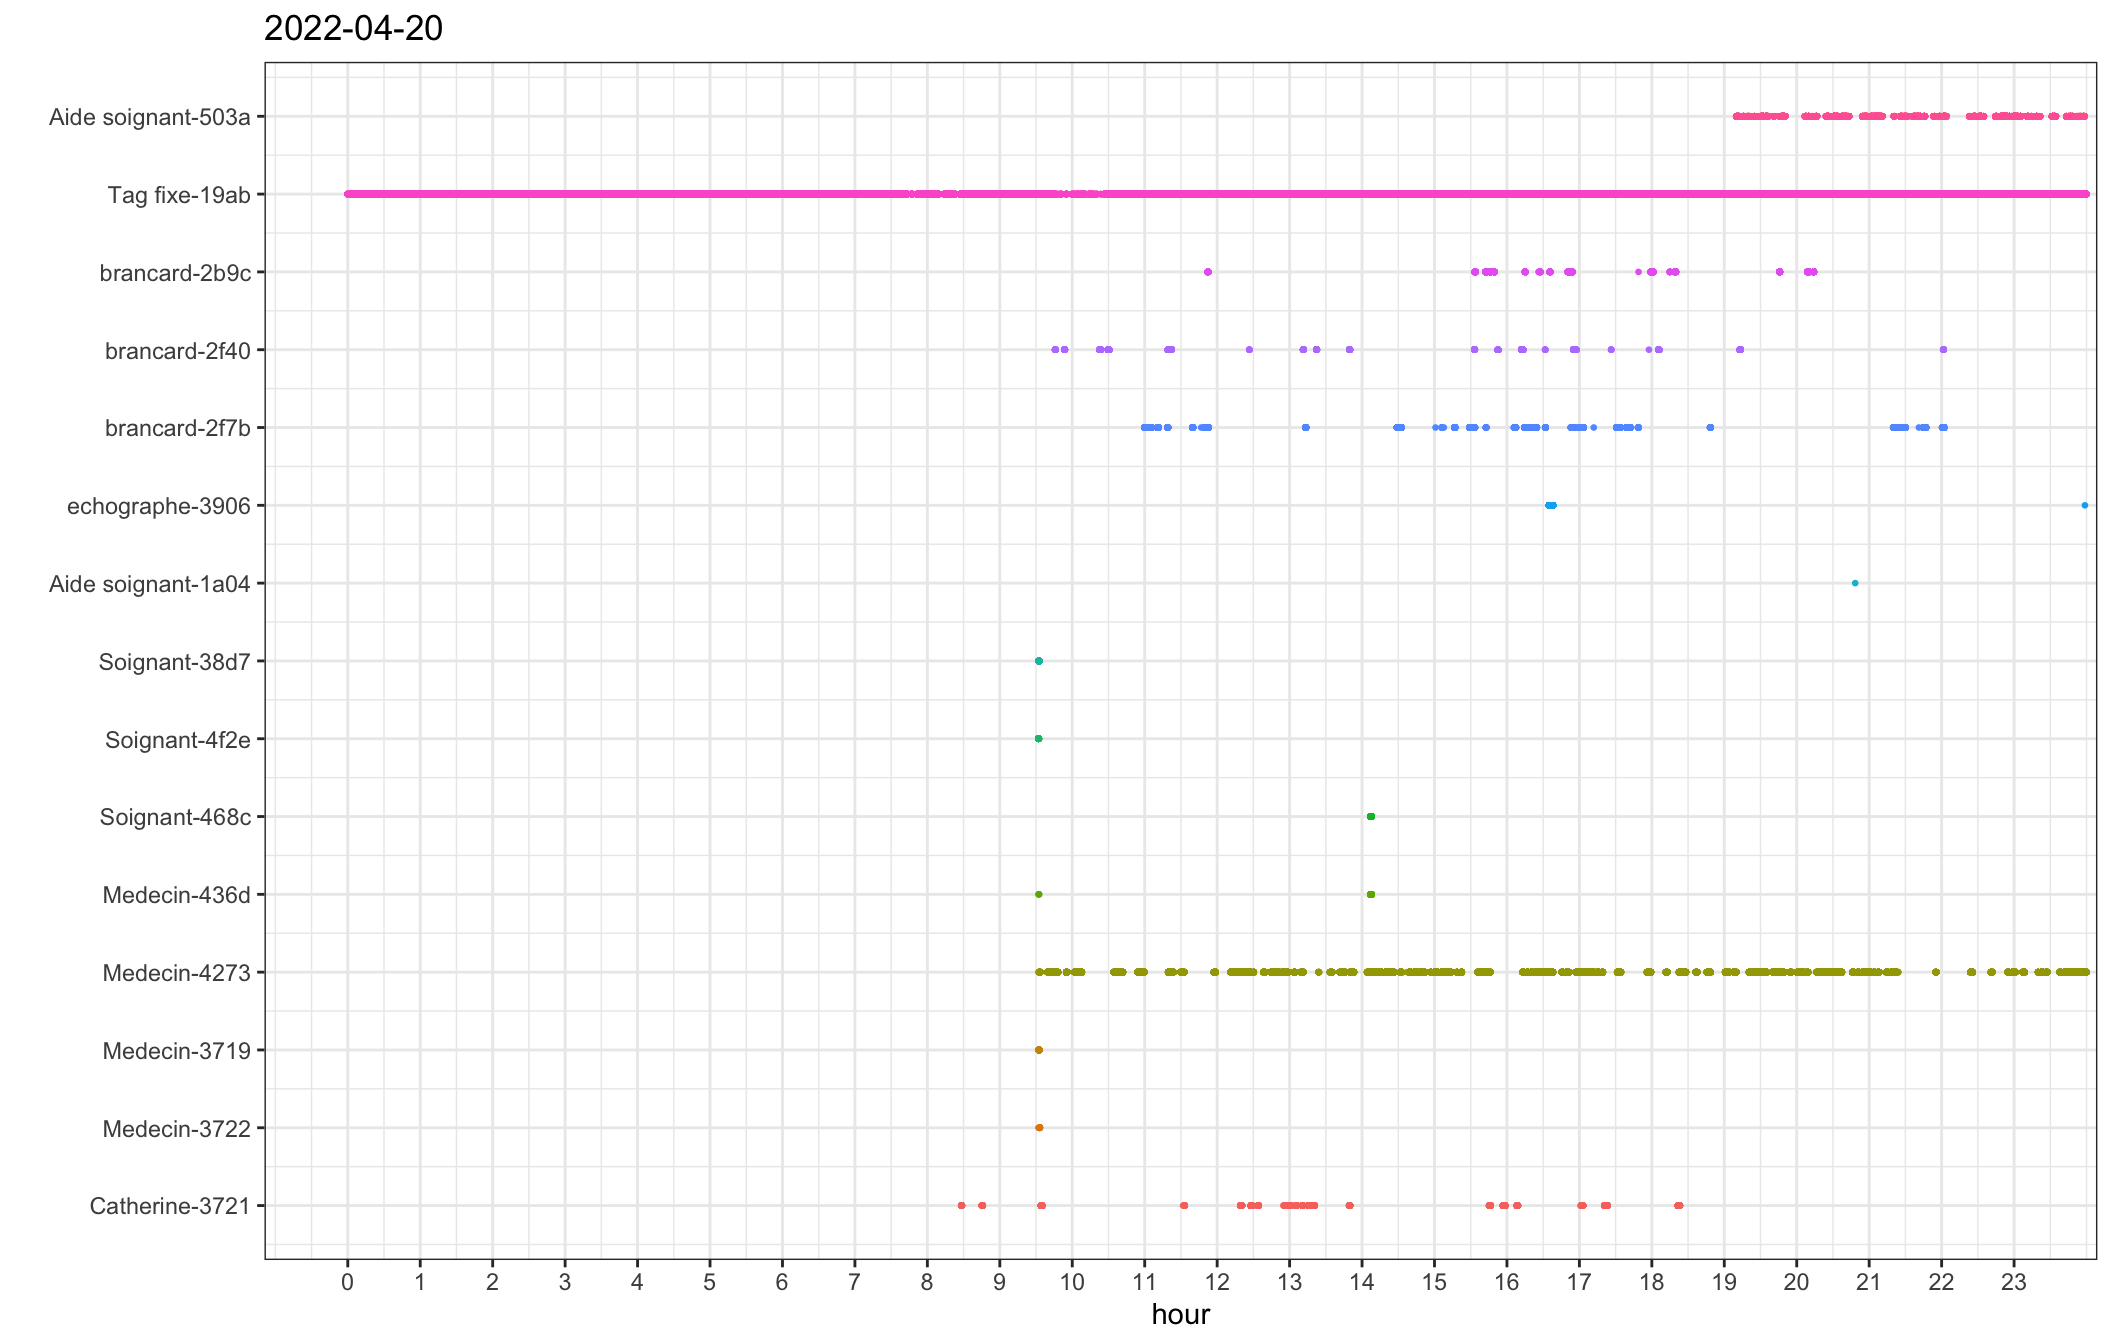 2022-04-20
Aide soignant-503a
Tag fixe-19ab
brancard-2b9c
brancard-2f40
brancard-2f7b
echographe-3906
Aide soignant-1a04
Soignant-38d7
Soignant-4f2e
Soignant-468c
Medecin-436d
Medecin-4273
Medecin-3719
Medecin-3722
Catherine-3721
0 1 2 3 4 5 6 7 8 9 10 11 12 13 14 15 16 17 18 19 20 21 22 23
hour